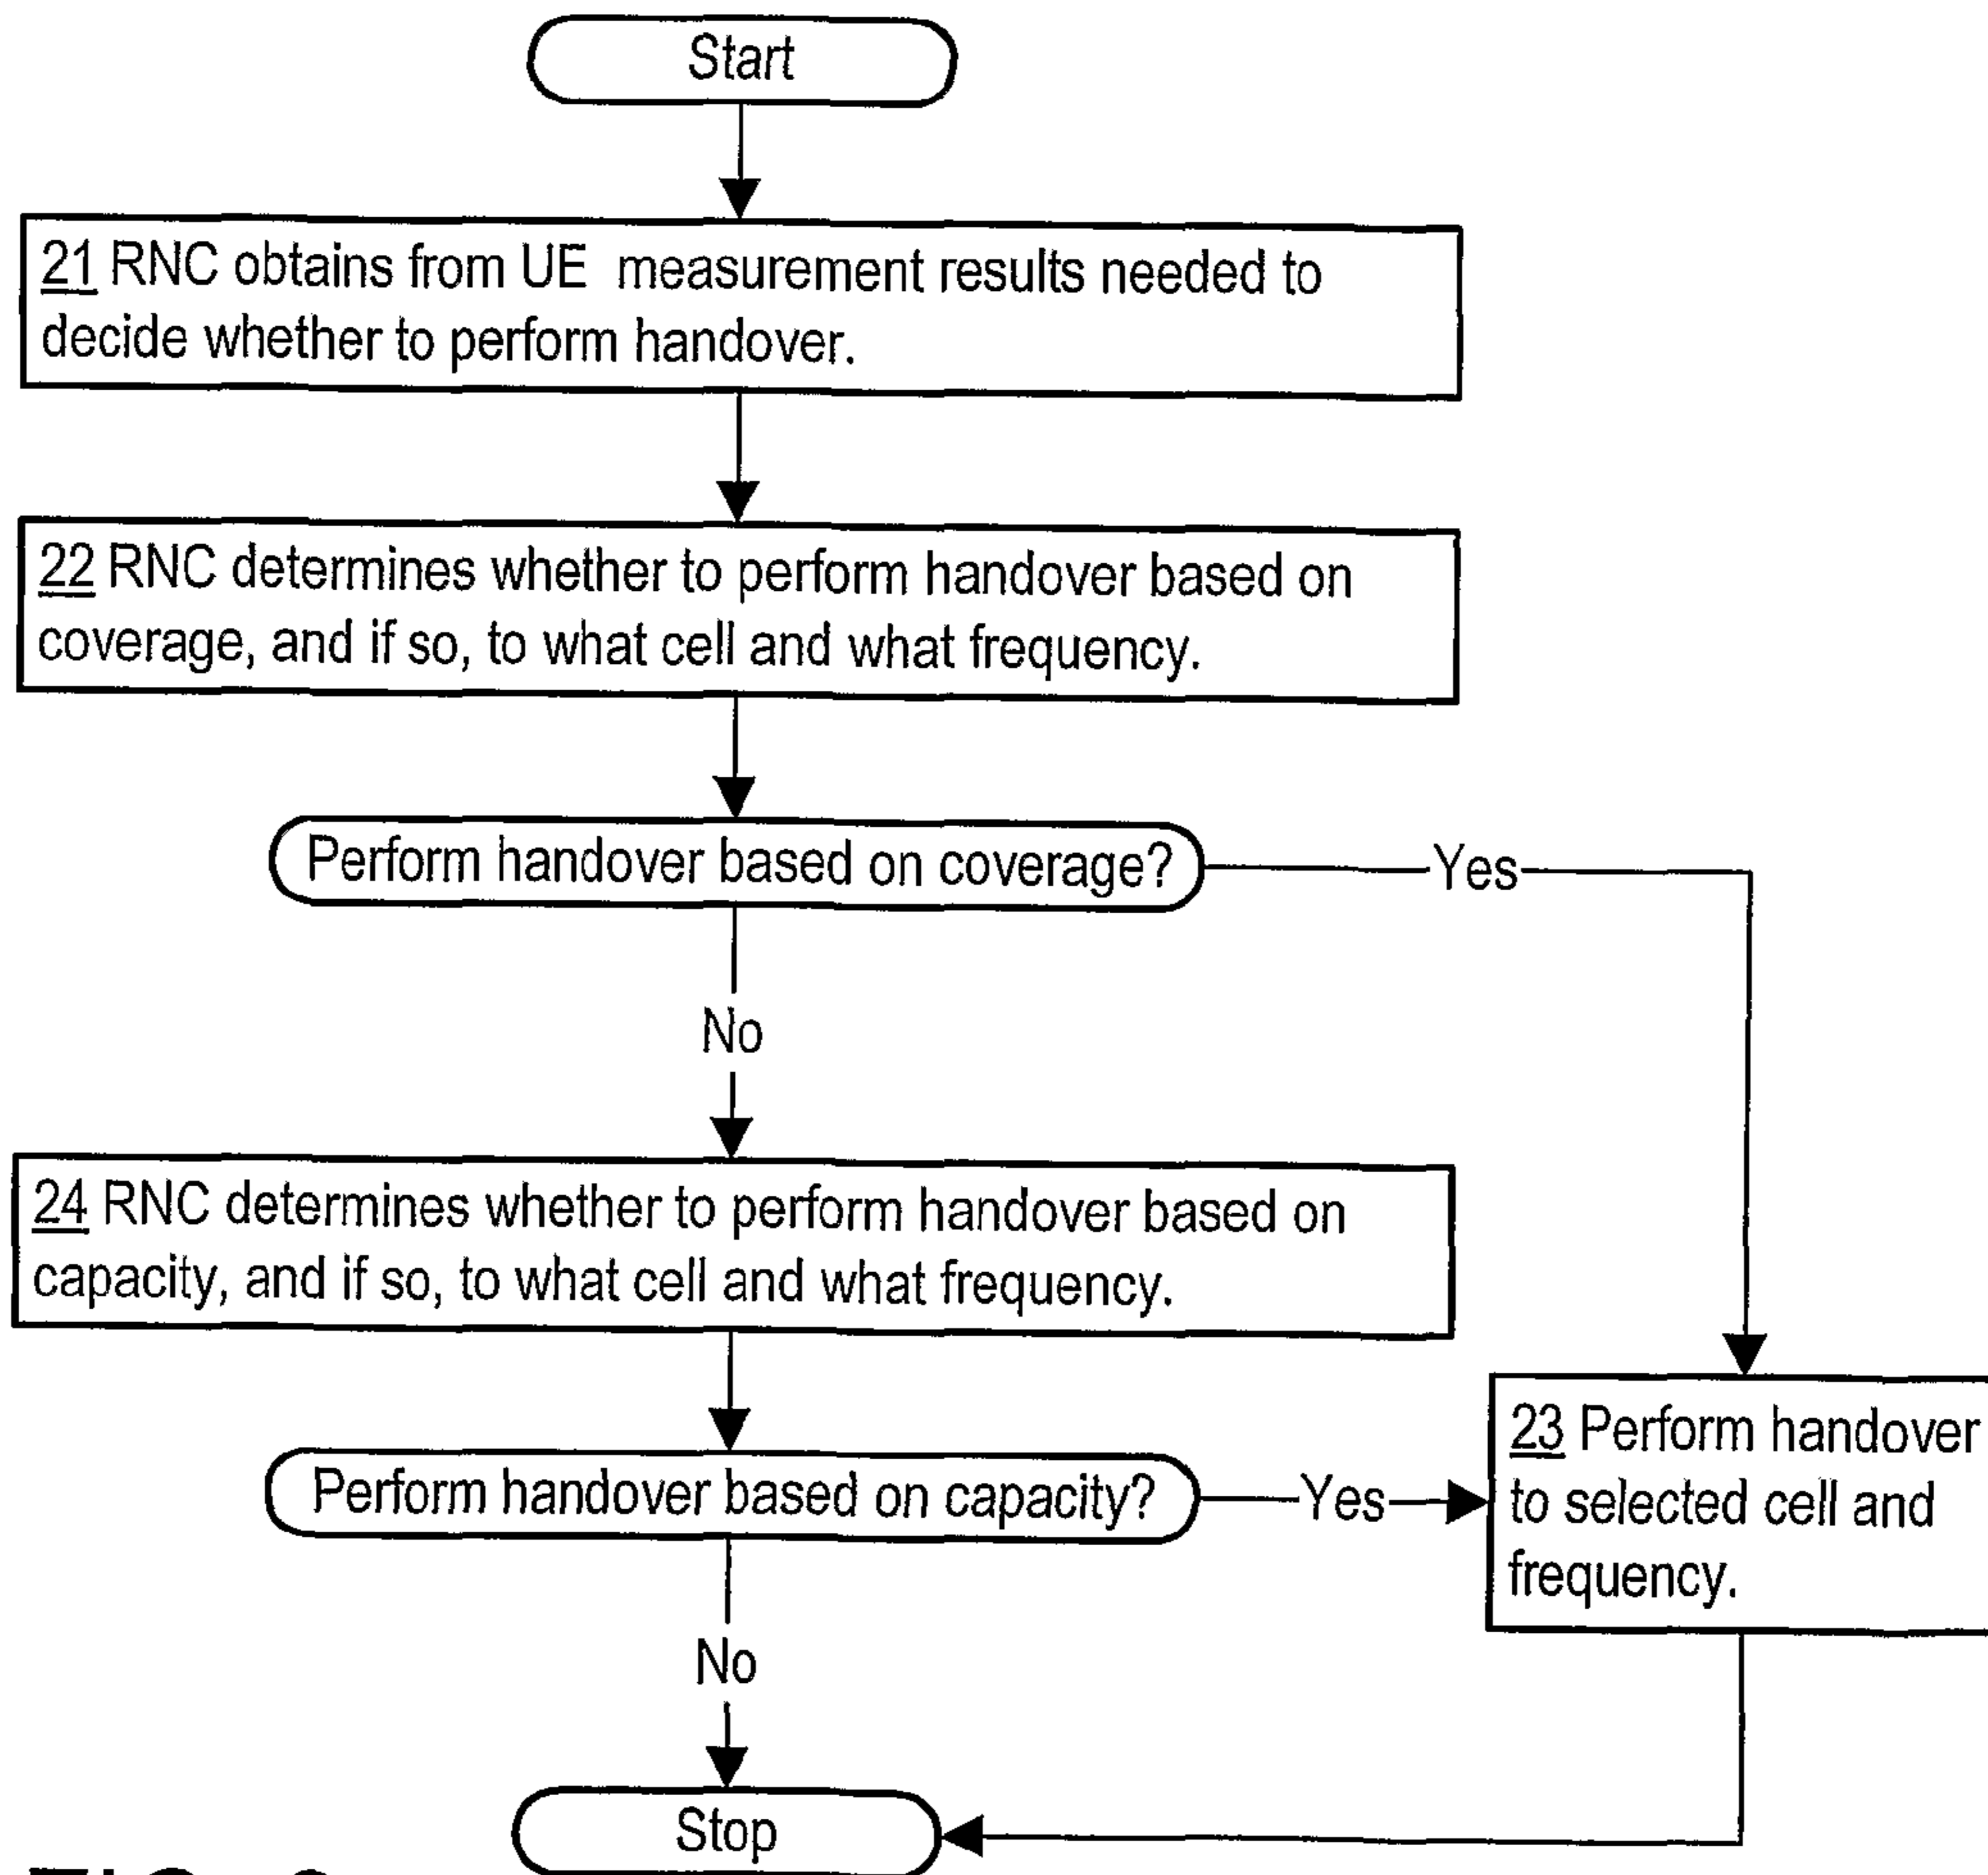 Start
21 RNC obtains from UE measurement results needed to
decide whether to perform handover.
22 RNC determines whether to perform handover based on
coverage, and if so, to what cell and what frequency.
Perform handover based on coverage?
Yes
No
24 RNC determines whether to perform handover based on
capacity, and if so, to what cell and what frequency.
Perform handover based on capacity?
Yes
23 Perform handover
to selected cell and
frequency.
No
Stop